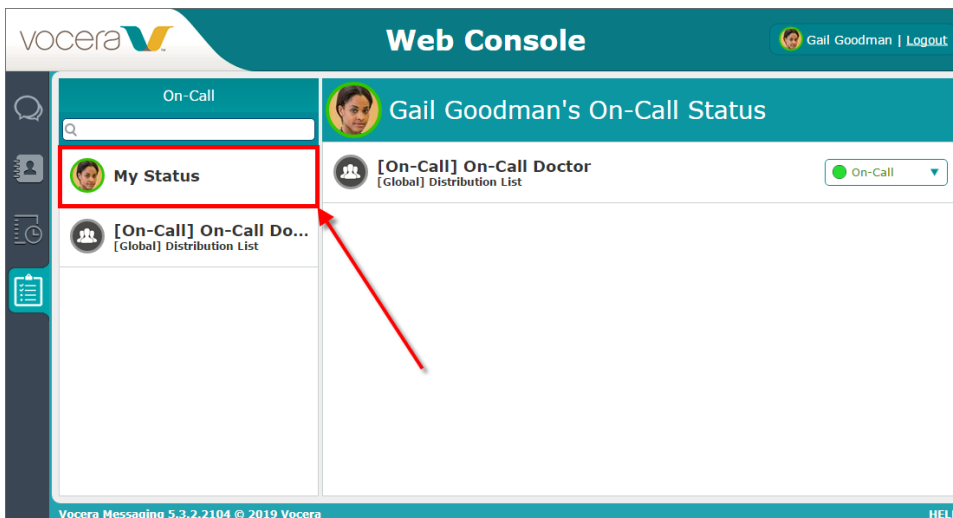 vocera
Web Console
Gail Goodman | Logout
On-Call
Gail Goodman's On-Call Status
My Status
[On-Call] On-Call Doctor
[Global] Distribution List
On-Call
[On-Call] On-Call Do...
[Global] Distribution List
Vocera Messaging 5.3.2.2104 © 2019 Vocera
HEL